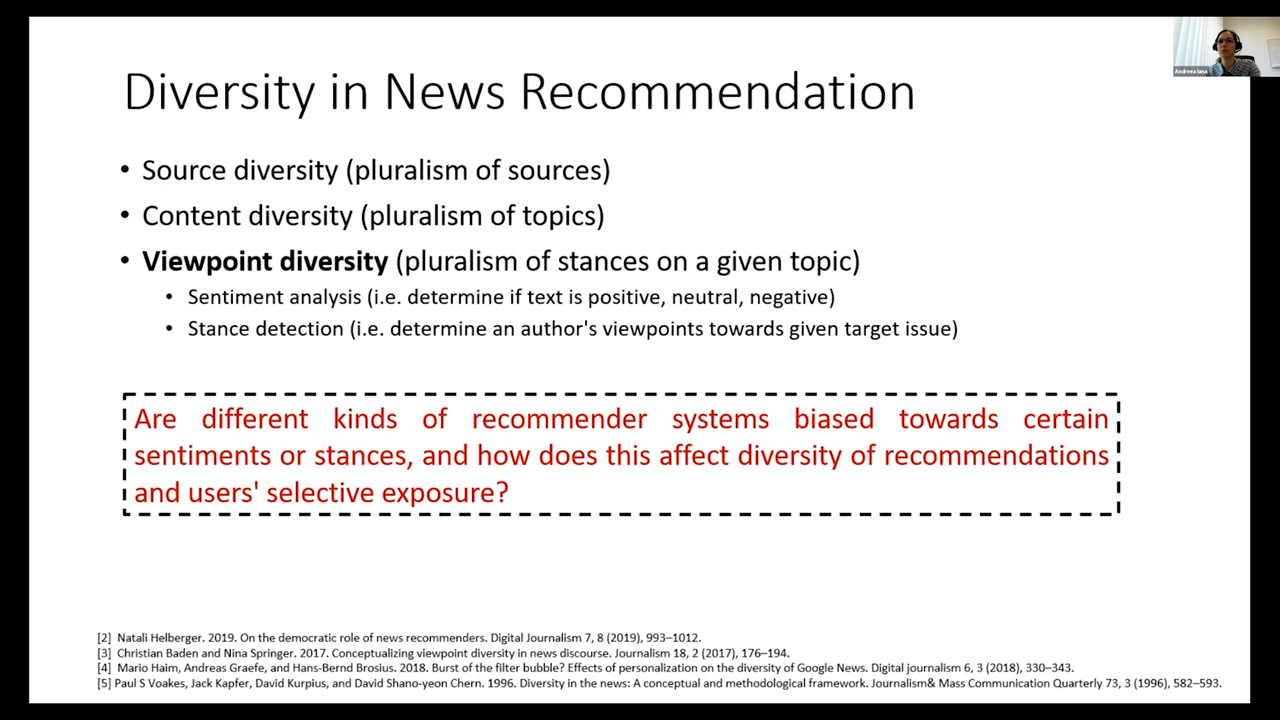 Diversity in News Recommendation
• Source diversity (pluralism of sources)
• Content diversity (pluralism of topics)
• Viewpoint diversity (pluralism of stances on a given topic)
• Sentiment analysis (i.e. determine if text is positive, neutral, negative)
• Stance detection (i.e. determine an author's viewpoints towards given target issue)
Are different kinds of recommender systems biased towards certain
sentiments or stances, and how does this affect diversity of recommendations
and users' selective exposure?
[2] Natali Helberger. 2019. On the democratic role of news recommenders. Digital Journalism 7, 8 (2019), 993–1012.
[3] Christian Baden and Nina Springer. 2017. Conceptualizing viewpoint diversity in news discourse. Journalism 18, 2 (2017), 176–194.
[4] Mario Haim, Andreas Graefe, and Hans-Bernd Brosius. 2018. Burst of the filter bubble? Effects of personalization on the diversity of Google News. Digital journalism 6, 3 (2018), 330–343.
[5] Paul S Voakes, Jack Kapfer, David Kurpius, and David Shano-yeon Chern. 1996. Diversity in the news: A conceptual and methodological framework. Journalism& Mass Communication Quarterly 73, 3 (1996), 582–593.
Andreea Iana